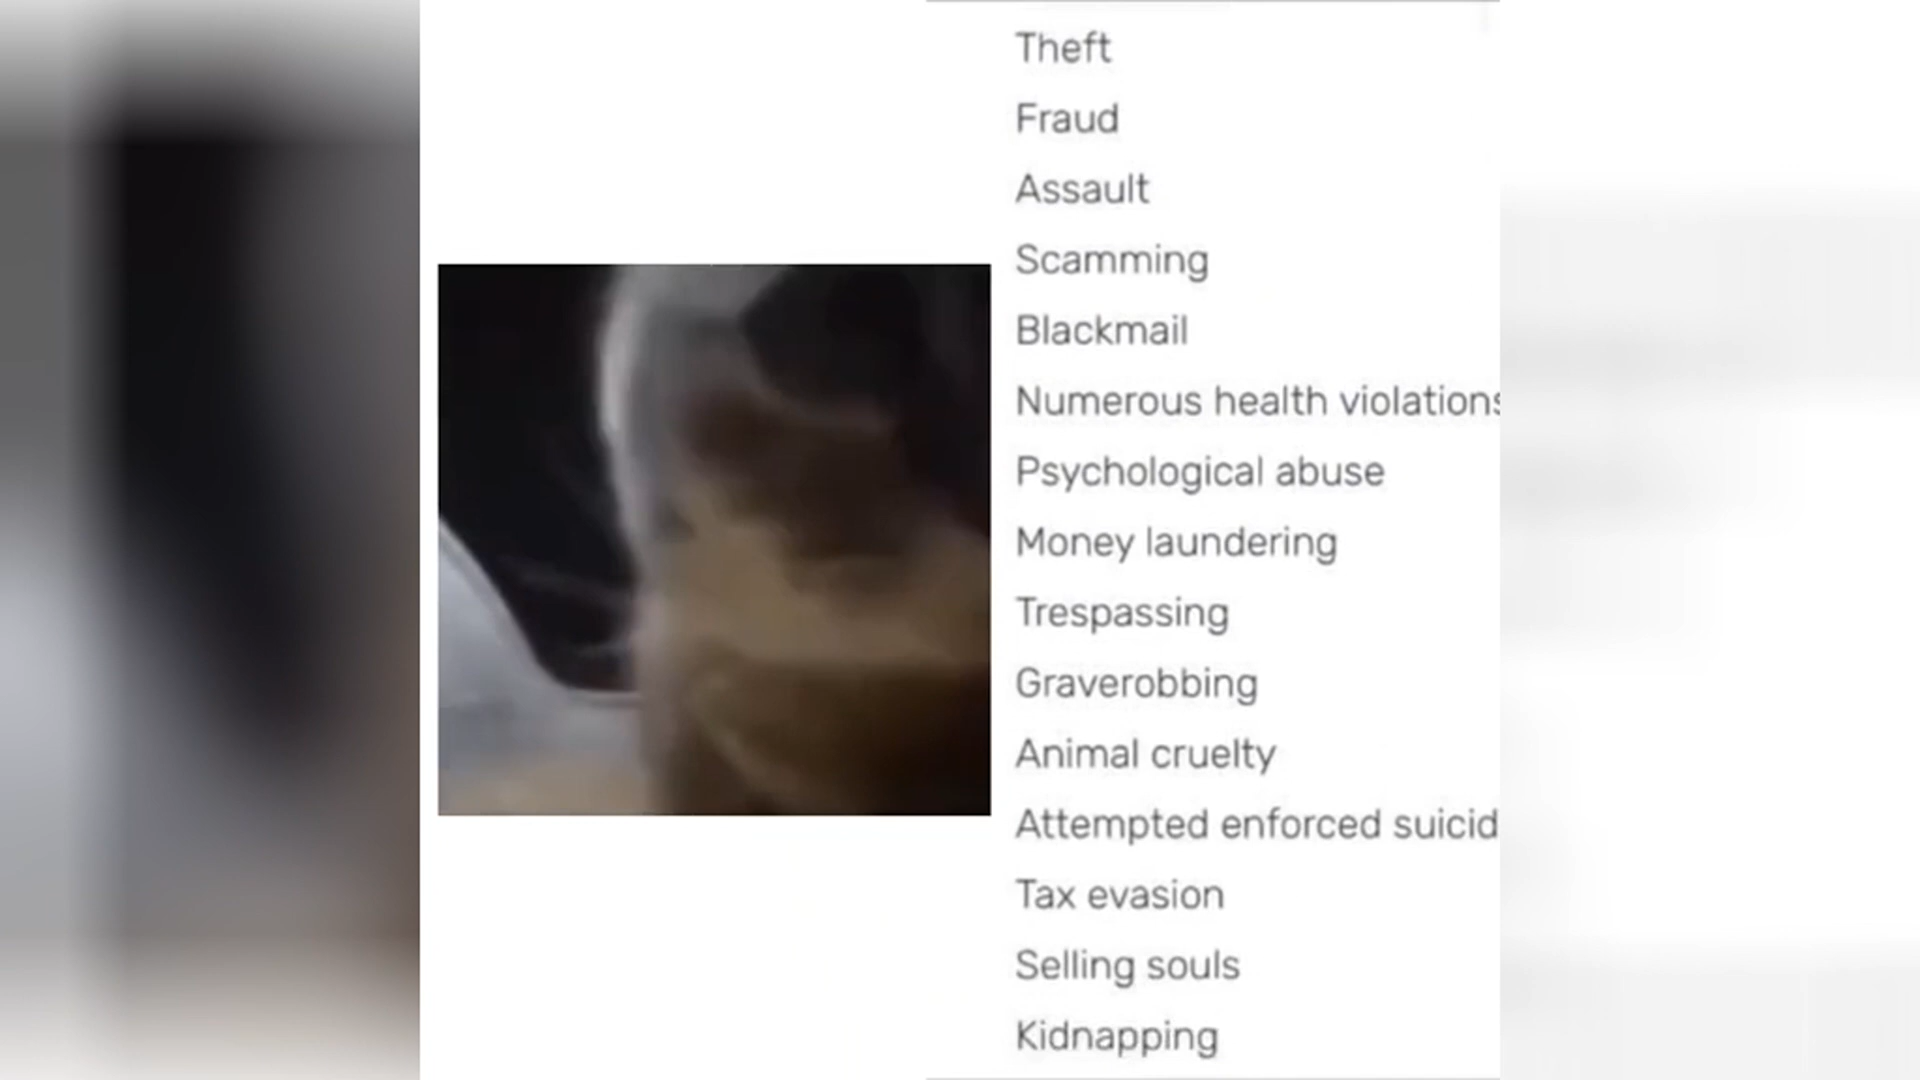 Theft
Fraud
Assault
Scamming
Blackmail
Numerous health violations
Psychological abuse
Money laundering
Trespassing
Graverobbing
Animal cruelty
Attempted enforced suicid
Tax evasion
Selling souls
Kidnapping